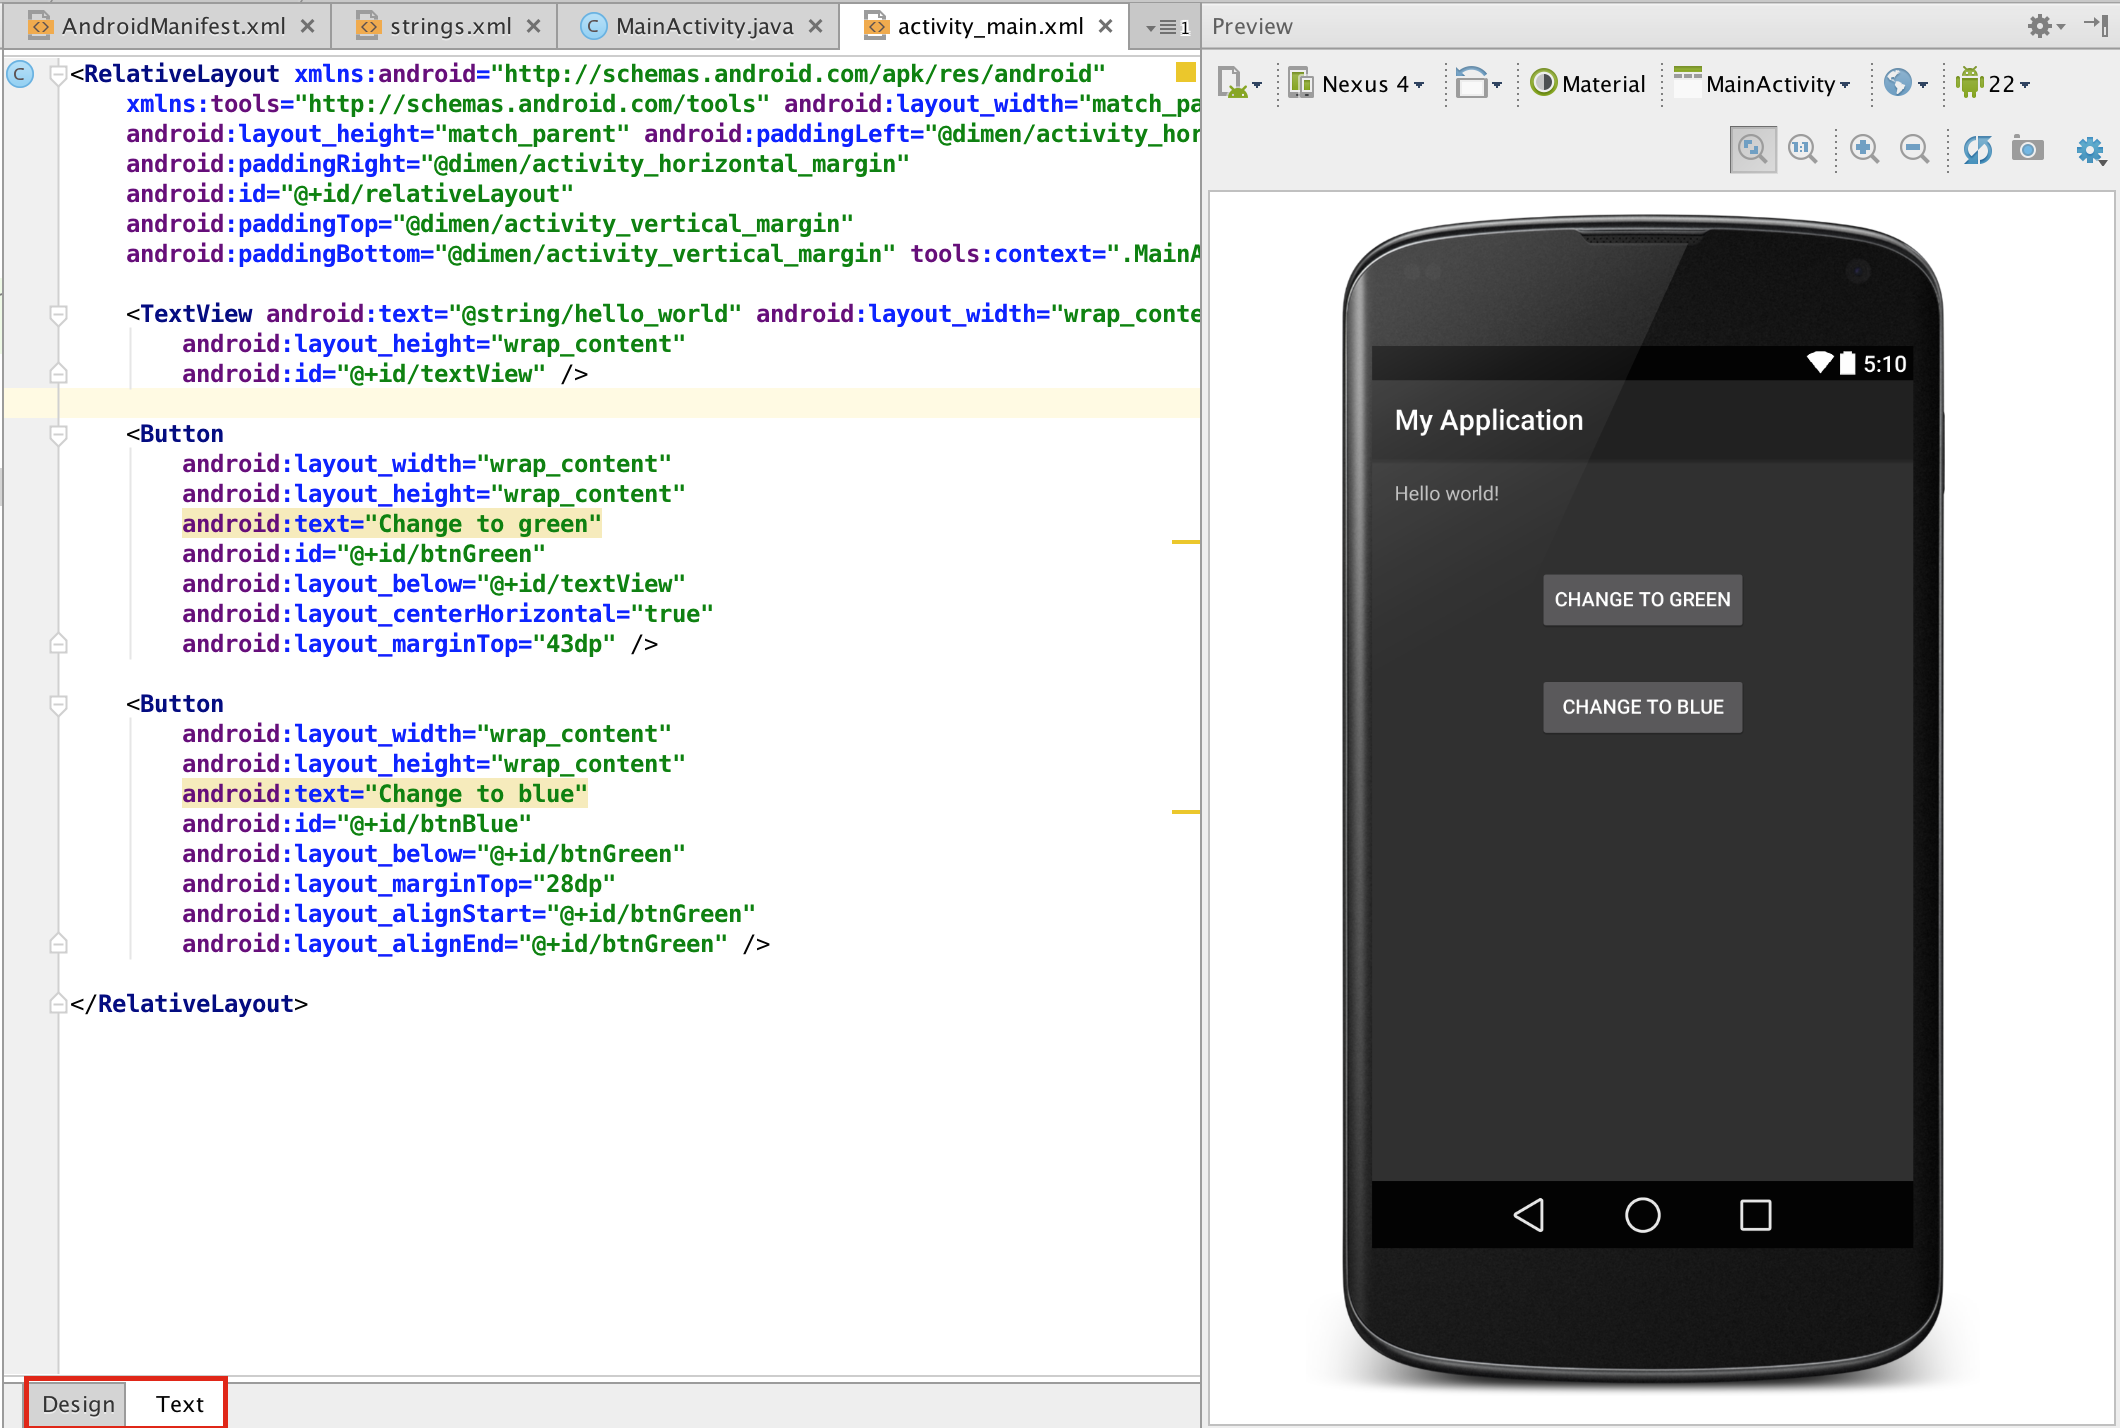 AndroidManifest.xml strings.xml C MainActivity.java activity_main.xml 1
C
<RelativeLayout xmlns:android="http://schemas.android.com/apk/res/android"
xmlns:tools="http://schemas.android.com/tools" android:layout_width="match_pa
android:layout_height="match_parent" android:paddingLeft="@dimen/activity_hor
android:paddingRight="@dimen/activity_horizontal_margin"
android:id="@+id/relativeLayout"
android:paddingTop="@dimen/activity_vertical_margin"
android:paddingBottom="@dimen/activity_vertical_margin" tools:context=".MainA
<TextView android:text="@string/hello_world" android:layout_width="wrap_conte
android:layout_height="wrap_content"
android:id="@+id/textView" />
<Button
android:layout_width="wrap_content"
android:layout_height="wrap_content"
android:text="Change to green"
android:id="@+id/btnGreen"
android:layout_below="@+id/textView"
android:layout_centerHorizontal="true"
android:layout_marginTop="43dp" />
<Button
android:layout_width="wrap_content"
android:layout_height="wrap_content"
android:text="Change to blue"
android:id="@+id/btnBlue"
android:layout_below="@+id/btnGreen"
android:layout_marginTop="28dp"
android:layout_alignStart="@+id/btnGreen"
android:layout_alignEnd="@+id/btnGreen" />
</RelativeLayout>
Design Text
Preview
Nexus 4 Material MainActivity 22
1:1
5:10
My Application
Hello world!
CHANGE TO GREEN
CHANGE TO BLUE